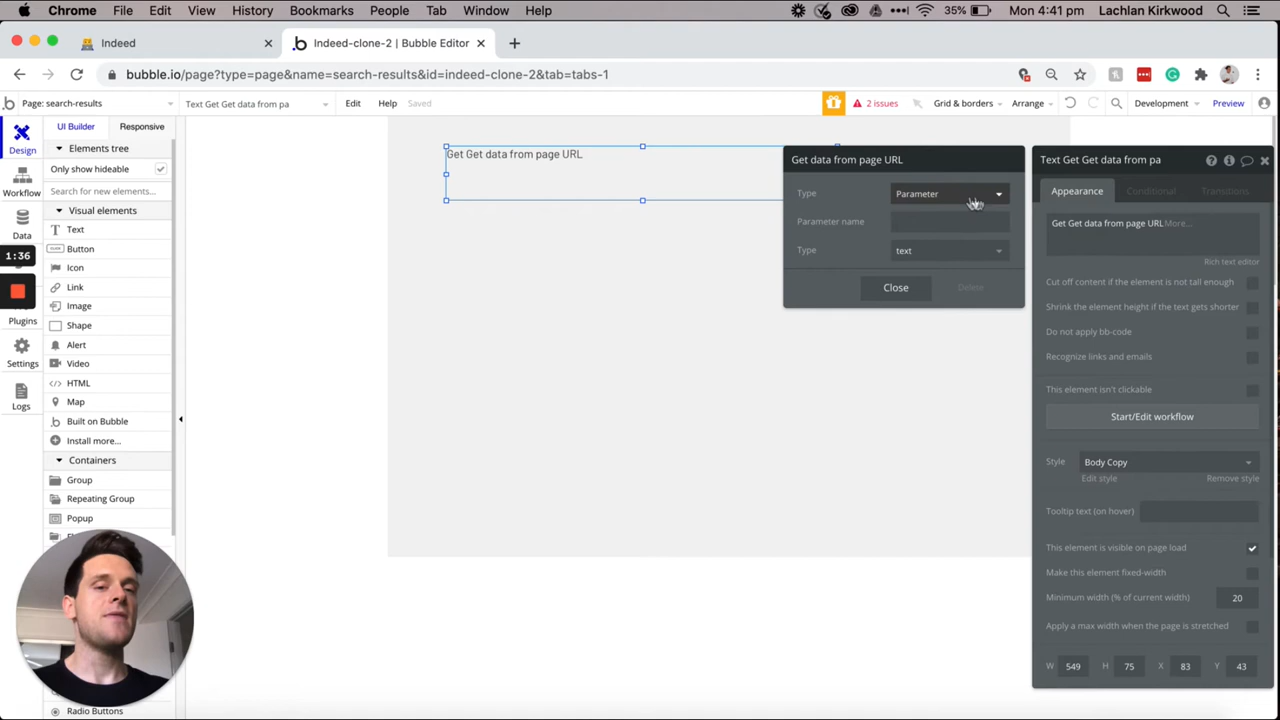 Chrome File Edit View History Bookmarks People Tab Window Help 35% Mon 4:41 pm Lachlan Kirkwood
Indeed
Indeed-clone-2 | Bubble Editor
bubble.io/page?type=page&name=search-results&id=indeed-clone-2&tab=tabs-1
Page: search-results
Text Get Get data from pa
Edit Help Saved
2 issues
Grid & borders
Arrange
Development
Preview
Design
Workflow
Data
1:36
Plugins
Settings
Logs
UI Builder Responsive
Elements tree
Only show hideable
Search for new elements...
Visual elements
Text
Button
Icon
Link
Image
Shape
Alert
Video
HTML
Map
Built on Bubble
Install more...
Containers
Group
Repeating Group
Popup
Radio Buttons
Get Get data from page URL
Get data from page URL
Type Parameter
Parameter name
Type text
Close Delete
Text Get Get data from pa
Appearance Conditional Transitions
Get Get data from page URL More...
Rich text editor
Cut off content if the element is not tall enough
Shrink the element height if the text gets shorter
Do not apply bb-code
Recognize links and emails
This element isn't clickable
Start/Edit workflow
Style Body Copy
Edit style Remove style
Tooltip text (on hover)
This element is visible on page load
Make this element fixed-width
Minimum width (% of current width) 20
Apply a max width when the page is stretched
W 549 H 75 X 83 Y 43